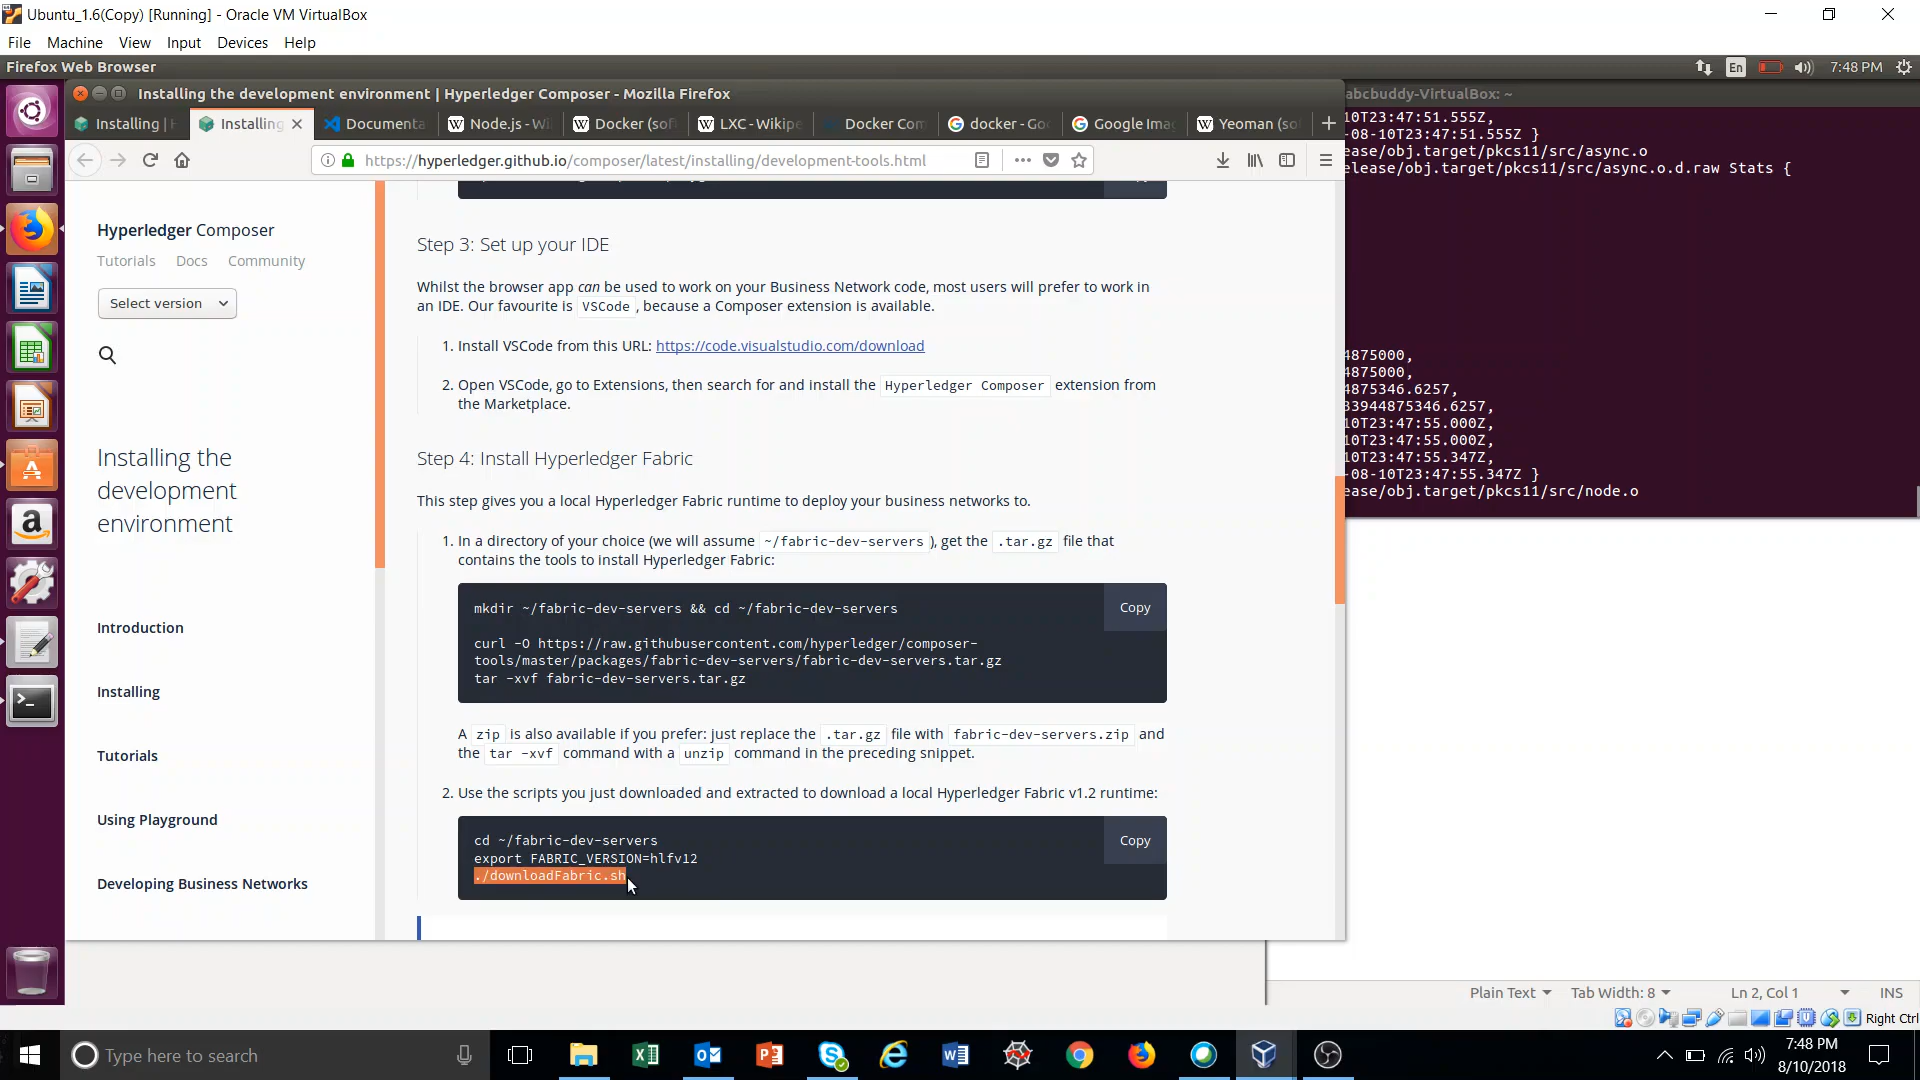 Ubuntu_1.6(Copy) [Running] - Oracle VM VirtualBox
File Machine View Input Devices Help
Firefox Web Browser
En
7:48 PM
Installing the development environment | Hyperledger Composer - Mozilla Firefox
abcbuddy-VirtualBox: ~
Installing | H
Installing
Documenta
Node.js - Wi
Docker (sof
LXC - Wikipe
Docker Com
docker - Goo
Google Imag
Yeoman (sof
https://hyperledger.github.io/composer/latest/installing/development-tools.html
Hyperledger Composer
Tutorials Docs Community
Select version
Installing the
development
environment
Introduction
Installing
Tutorials
Using Playground
Developing Business Networks
Step 3: Set up your IDE
Whilst the browser app can be used to work on your Business Network code, most users will prefer to work in
an IDE. Our favourite is VSCode , because a Composer extension is available.
1. Install VSCode from this URL: https://code.visualstudio.com/download
2. Open VSCode, go to Extensions, then search for and install the Hyperledger Composer extension from
the Marketplace.
Step 4: Install Hyperledger Fabric
This step gives you a local Hyperledger Fabric runtime to deploy your business networks to.
1. In a directory of your choice (we will assume ~/fabric-dev-servers ), get the .tar.gz file that
contains the tools to install Hyperledger Fabric:
mkdir ~/fabric-dev-servers && cd ~/fabric-dev-servers
Copy
curl -O https://raw.githubusercontent.com/hyperledger/composer-
tools/master/packages/fabric-dev-servers/fabric-dev-servers.tar.gz
tar -xvf fabric-dev-servers.tar.gz
A zip is also available if you prefer: just replace the .tar.gz file with fabric-dev-servers.zip and
the tar -xvf command with a unzip command in the preceding snippet.
2. Use the scripts you just downloaded and extracted to download a local Hyperledger Fabric v1.2 runtime:
cd ~/fabric-dev-servers
Copy
export FABRIC_VERSION=hlfv12
./downloadFabric.sh
10T23:47:51.555Z,
-08-10T23:47:51.555Z }
ease/obj.target/pkcs11/src/async.o
elease/obj.target/pkcs11/src/async.o.d.raw Stats {
4875000,
4875000,
4875346.6257,
33944875346.6257,
10T23:47:55.000Z,
10T23:47:55.000Z,
10T23:47:55.347Z,
-08-10T23:47:55.347Z }
ease/obj.target/pkcs11/src/node.o
Plain Text Tab Width: 8 Ln 2, Col 1 INS
Right Ctrl
Type here to search
7:48 PM
8/10/2018